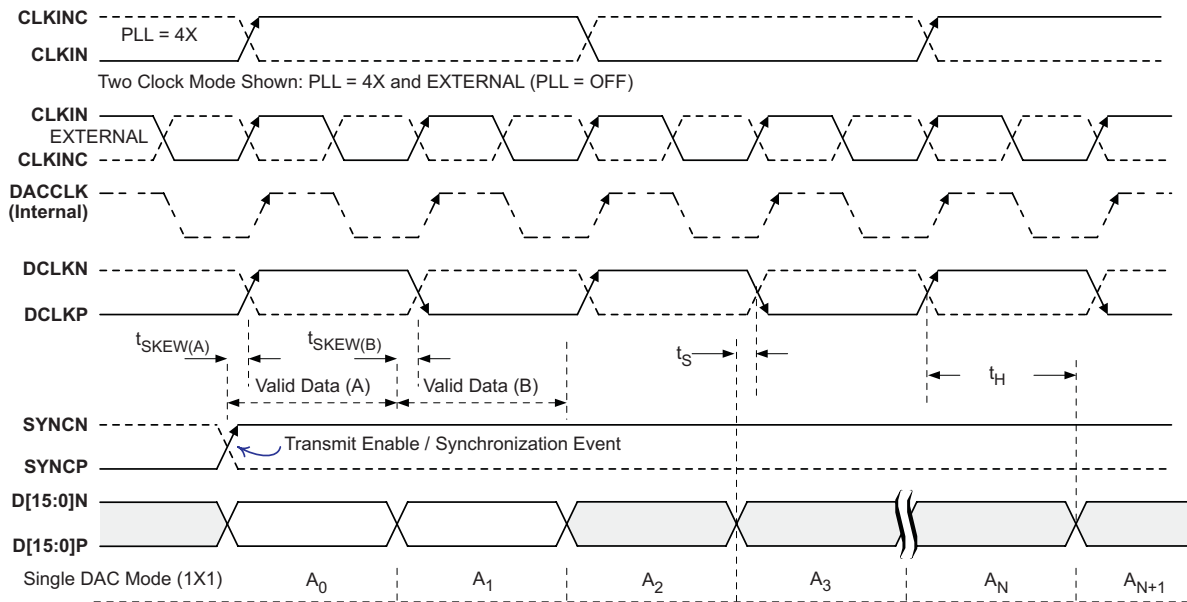 CLKINC
PLL = 4X
CLKIN
Two Clock Mode Shown: PLL = 4X and EXTERNAL (PLL = OFF)
CLKIN
EXTERNAL
CLKINC
DACCLK
(Internal)
DCLKN
DCLKP
tSKEW(A) tSKEW(B) tS tH
Valid Data (A) Valid Data (B)
SYNCN
Transmit Enable / Synchronization Event
SYNCP
D[15:0]N
D[15:0]P
Single DAC Mode (1X1) A0 A1 A2 A3 AN AN+1